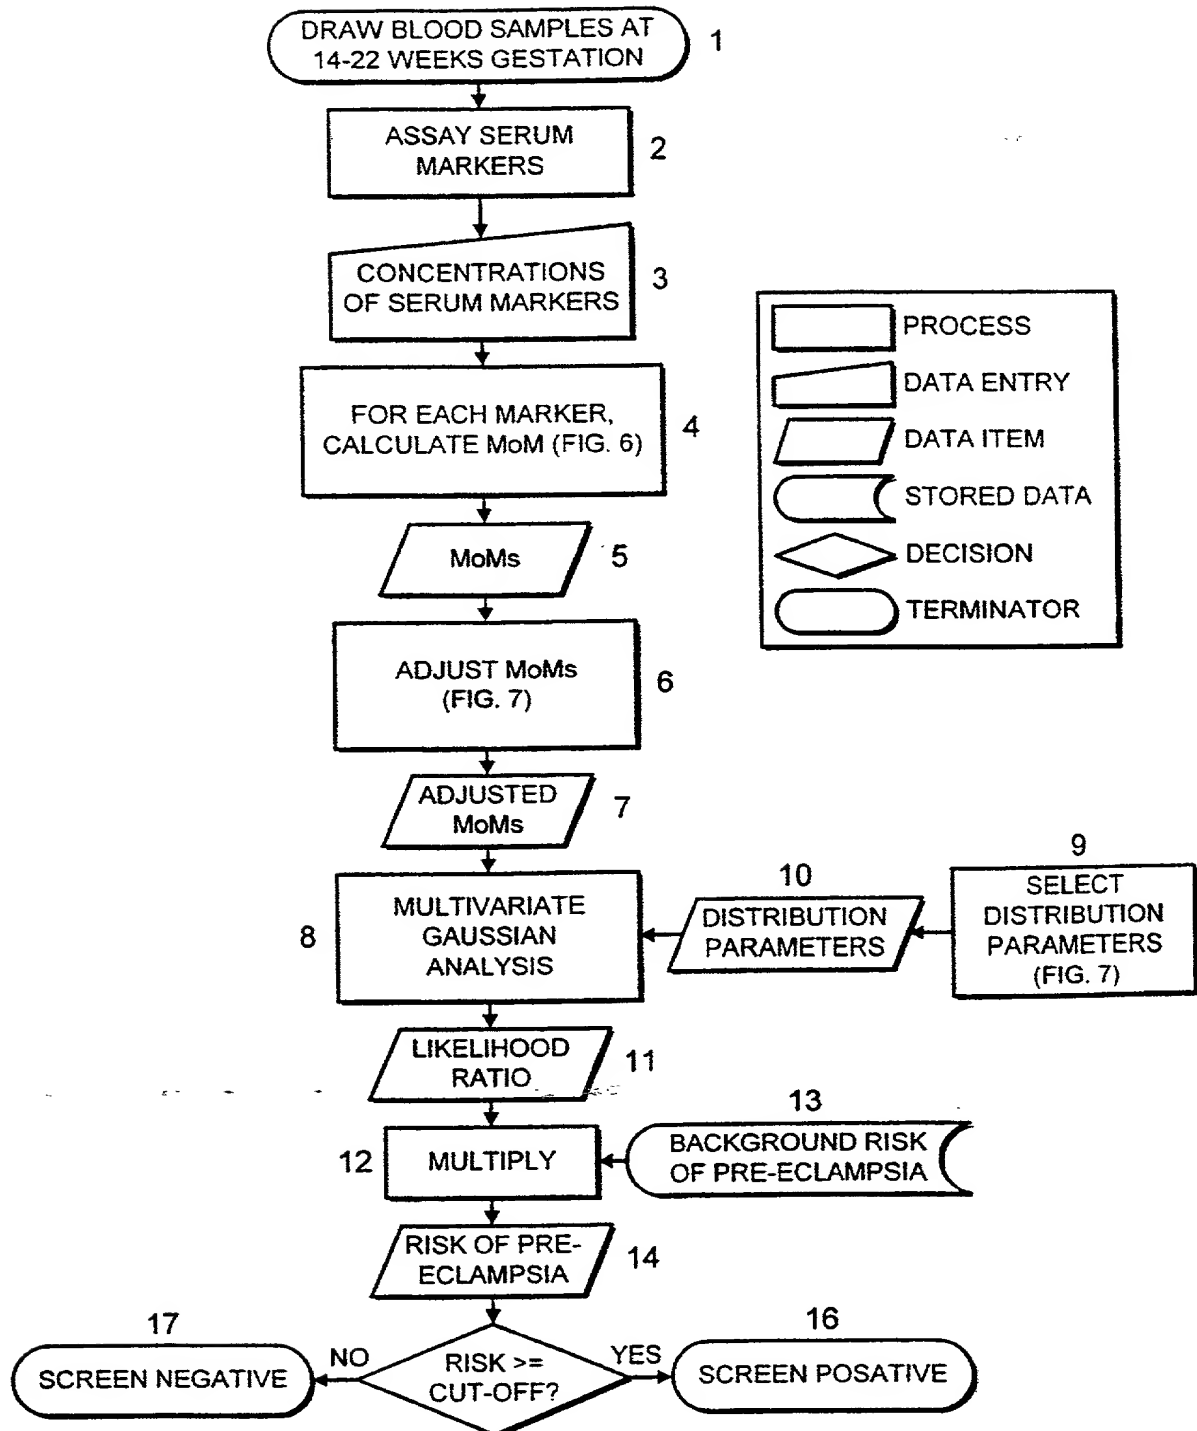 DRAW BLOOD SAMPLES AT
14-22 WEEKS GESTATION
1
ASSAY SERUM
MARKERS
2
CONCENTRATIONS
OF SERUM MARKERS
3
FOR EACH MARKER,
CALCULATE MoM (FIG. 6)
4
MoMs
5
ADJUST MoMs
(FIG. 7)
6
ADJUSTED
MoMs
7
8
MULTIVARIATE
GAUSSIAN
ANALYSIS
10
DISTRIBUTION
PARAMETERS
9
SELECT
DISTRIBUTION
PARAMETERS
(FIG. 7)
LIKELIHOOD
RATIO
11
12
MULTIPLY
13
BACKGROUND RISK
OF PRE-ECLAMPSIA
RISK OF PRE-
ECLAMPSIA
14
RISK >=
CUT-OFF?
NO
17
SCREEN NEGATIVE
YES
16
SCREEN POSATIVE
PROCESS
DATA ENTRY
DATA ITEM
STORED DATA
DECISION
TERMINATOR